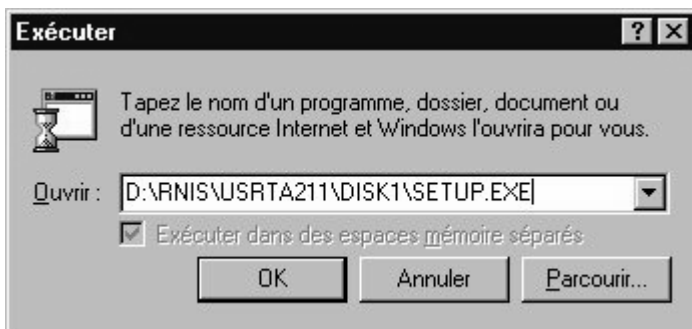 Exécuter
Tapez le nom d'un programme, dossier, document ou
d'une ressource Internet et Windows l'ouvrira pour vous.
Ouvrir : D:\RNIS\USRTA211\DISK1\SETUP.EXE
Exécuter dans des espaces mémoire séparés
OK Annuler Parcourir...